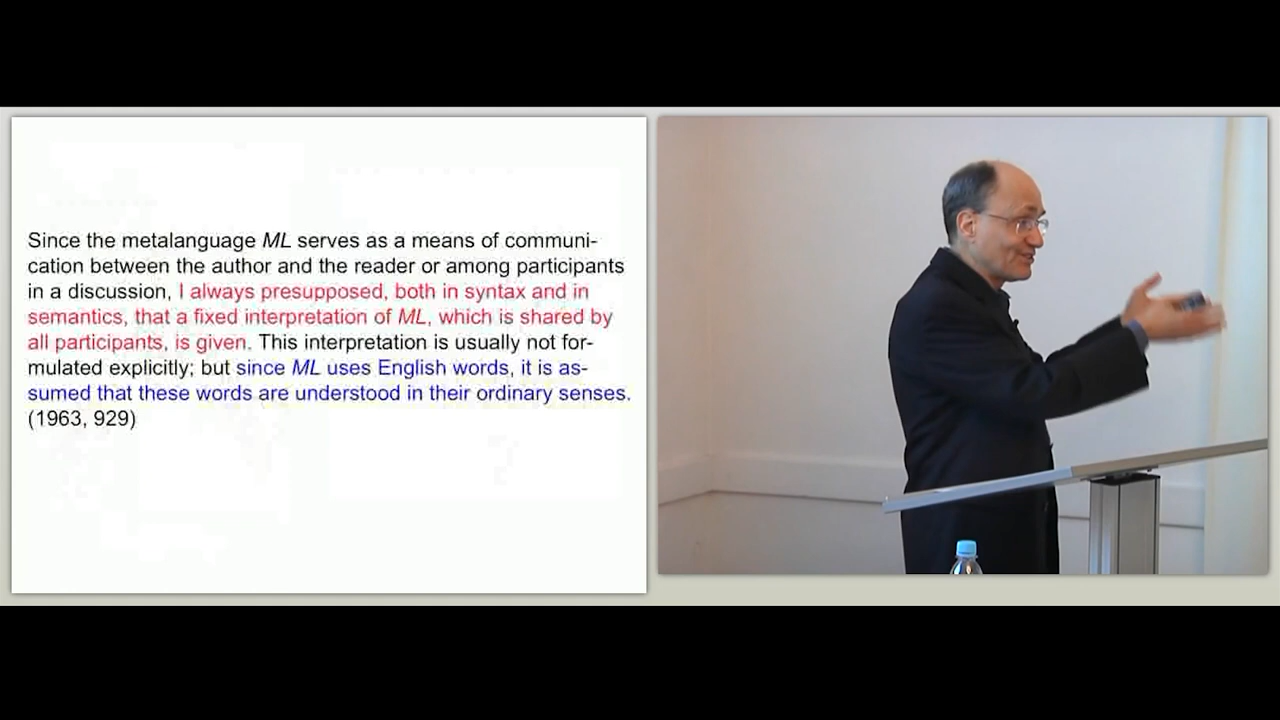 Since the metalanguage ML serves as a means of communi-
cation between the author and the reader or among participants
in a discussion, I always presupposed, both in syntax and in
semantics, that a fixed interpretation of ML, which is shared by
all participants, is given. This interpretation is usually not for-
mulated explicitly; but since ML uses English words, it is as-
sumed that these words are understood in their ordinary senses.
(1963, 929)